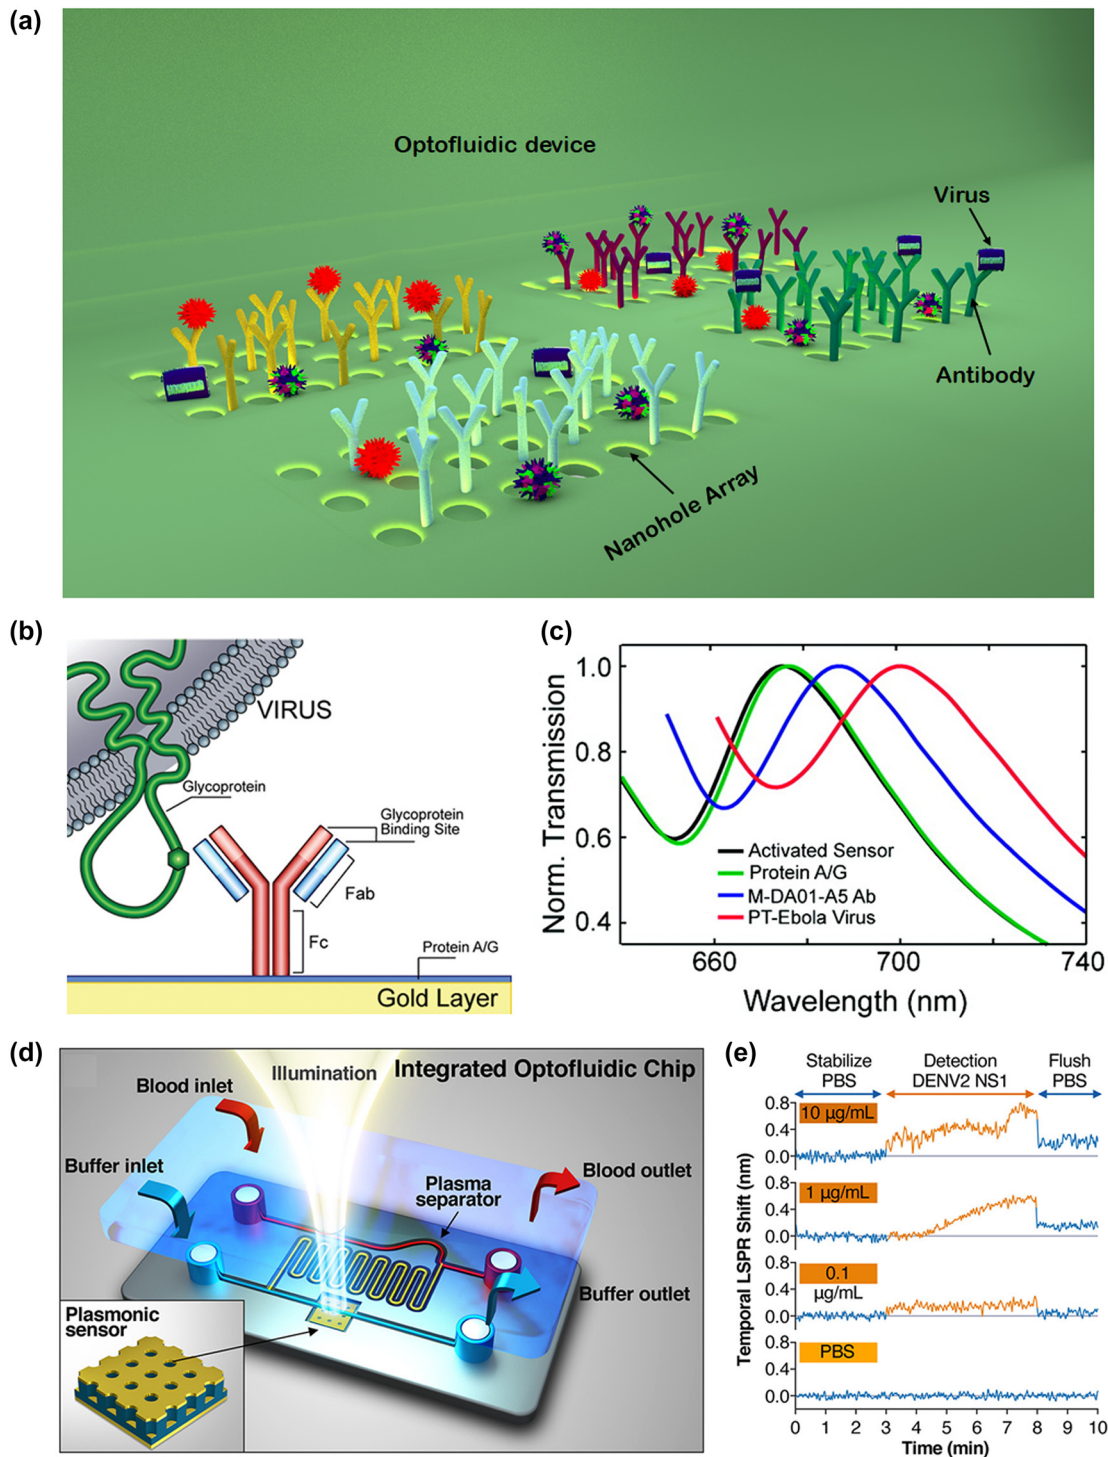 (a)
Optofluidic device
Virus
Antibody
Nanohole Array
(b)
VIRUS
Glycoprotein
Glycoprotein
Binding Site
Fab
Fc
Protein A/G
Gold Layer
(c)
Norm. Transmission
1.0
0.8
0.6
0.4
Activated Sensor
Protein A/G
M-DA01-A5 Ab
PT-Ebola Virus
660
700
740
Wavelength (nm)
(d)
Illumination
Integrated Optofluidic Chip
Blood inlet
Buffer inlet
Plasma
separator
Blood outlet
Buffer outlet
Plasmonic
sensor
(e)
Stabilize
PBS
Detection
DENV2 NS1
Flush
PBS
Temporal LSPR Shift (nm)
0.8
10 µg/mL
0.4
0.0
0.8
1 µg/mL
0.4
0.0
0.8
0.1
µg/mL
0.4
0.0
0.8
PBS
0.4
0.0
0 1 2 3 4 5 6 7 8 9 10
Time (min)